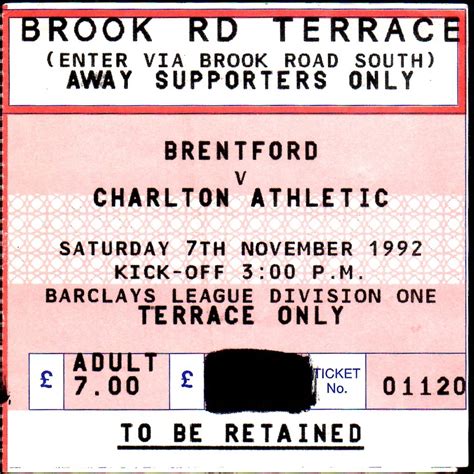 BROOK RD TERRACE
(ENTER VIA BROOK ROAD SOUTH)
AWAY SUPPORTERS ONLY
BRENTFORD
V
CHARLTON ATHLETIC
SATURDAY 7TH NOVEMBER 1992
KICK-OFF 3:00 P.M.
BARCLAYS LEAGUE DIVISION ONE
TERRACE ONLY
£ ADULT 7.00 £ TICKET No. 01120
TO BE RETAINED